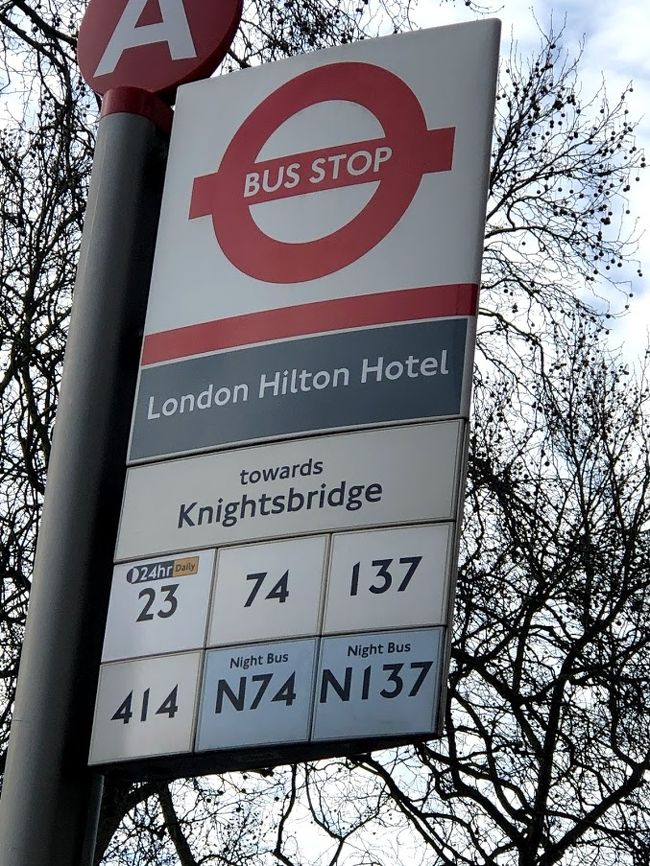 A
BUS STOP
London Hilton Hotel
towards
Knightsbridge
24hr Daily
23
74
137
414
Night Bus
N74
Night Bus
N137